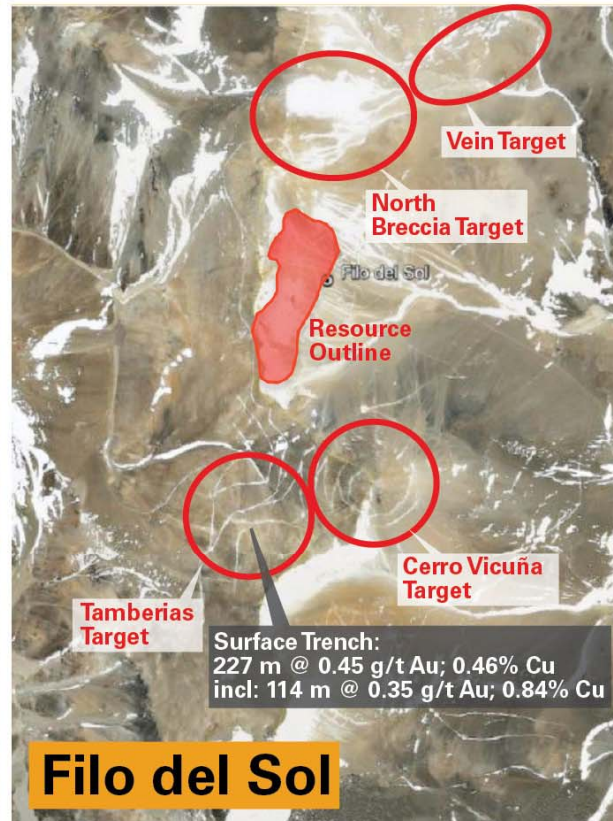 Vein Target
North
Breccia Target
Filo del Sol
Resource
Outline
Cerro Vicuña
Target
Tamberias
Target
Surface Trench:
227 m @ 0.45 g/t Au; 0.46% Cu
incl: 114 m @ 0.35 g/t Au; 0.84% Cu
Filo del Sol